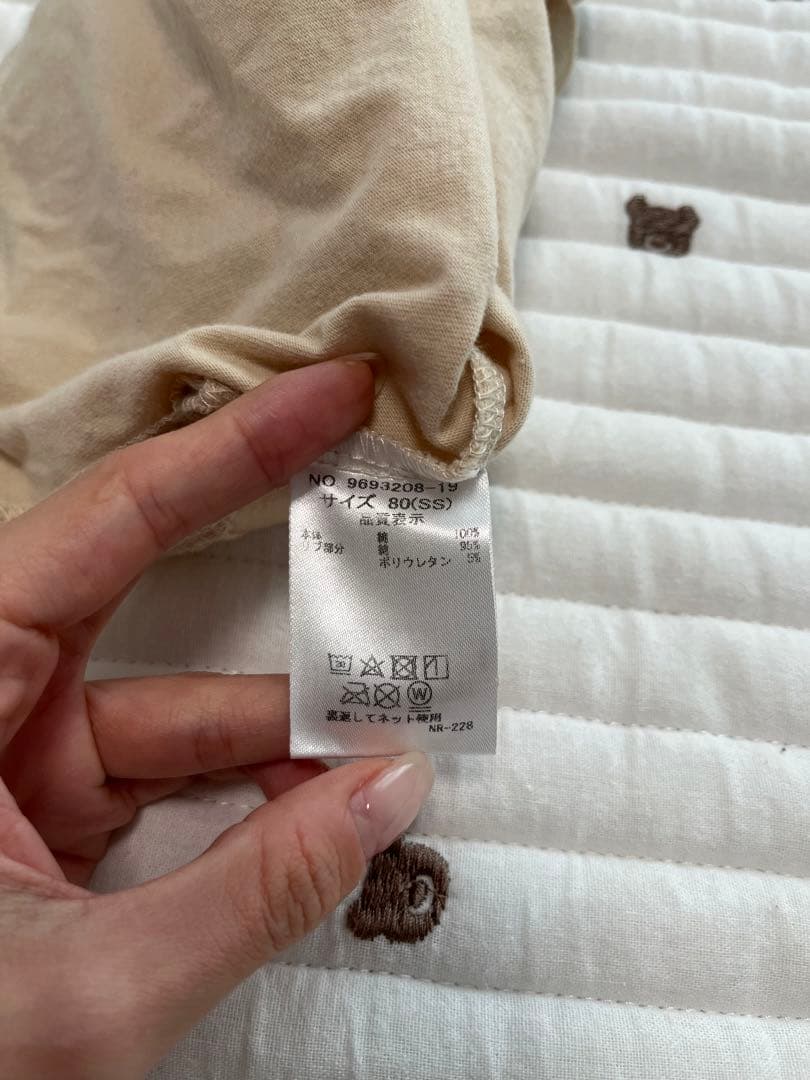 NO 9693208-19
サイズ 80(SS)
品質表示
本体 綿 100%
リブ部分 綿 95%
ポリウレタン 5%
30
W
裏返してネット使用
NR-228